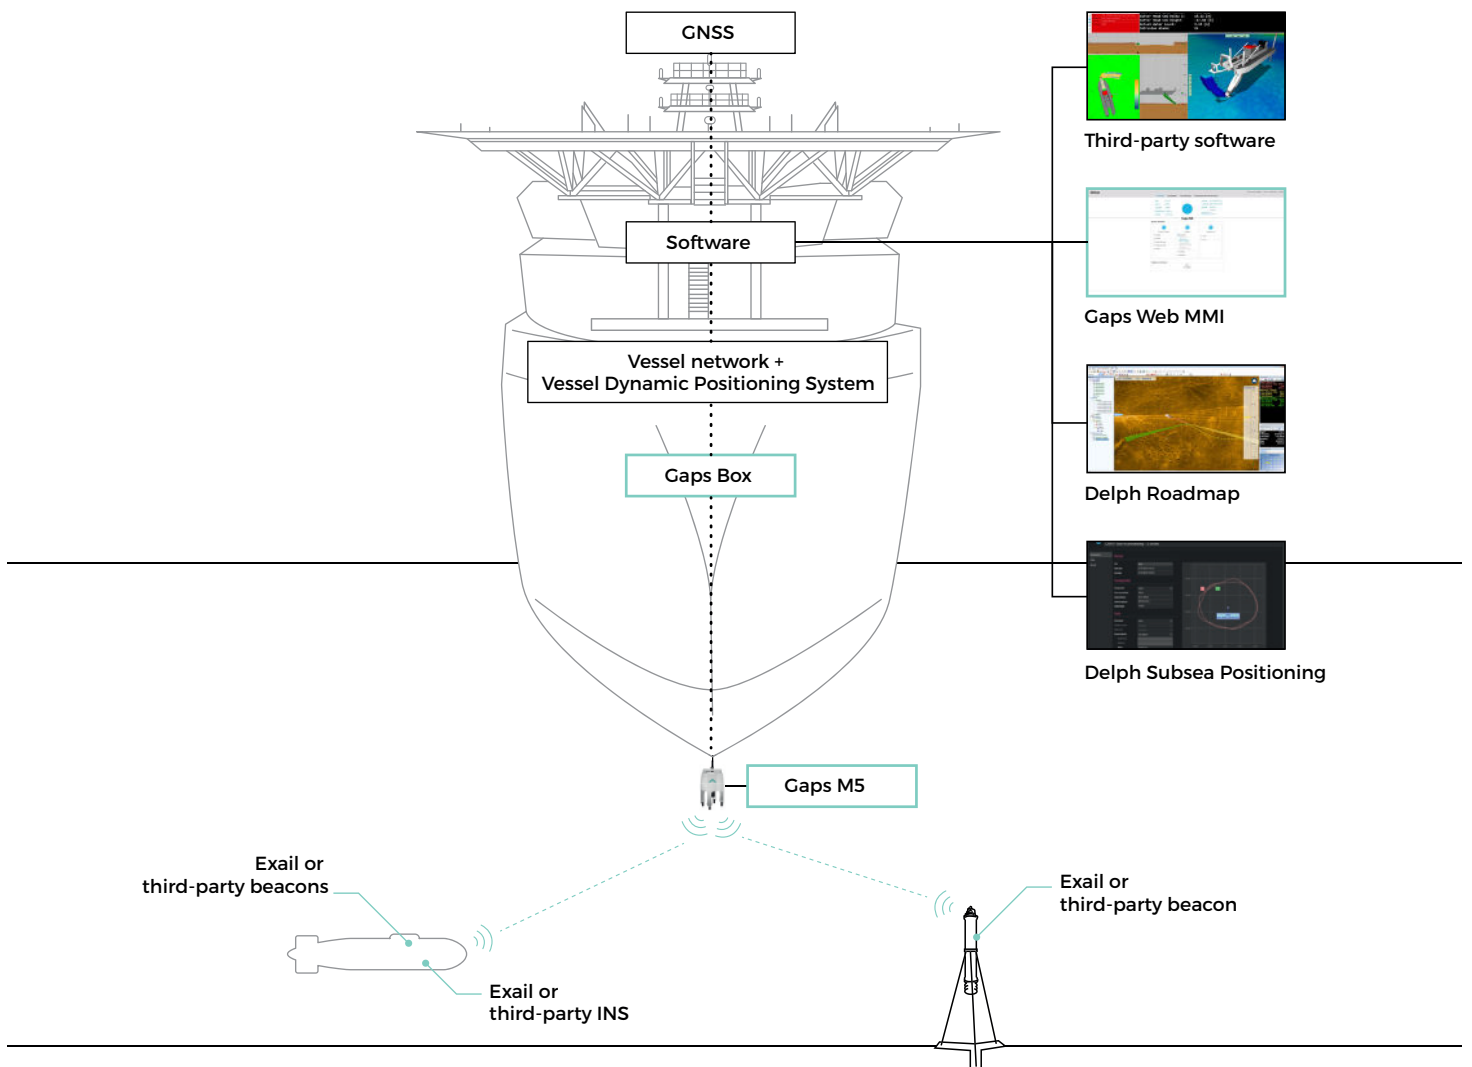 GNSS
Third-party software
Software
Gaps Web MMI
Vessel network +
Vessel Dynamic Positioning System
Gaps Box
Delph Roadmap
Delph Subsea Positioning
Gaps M5
Exail or
third-party beacons
Exail or
third-party beacon
Exail or
third-party INS